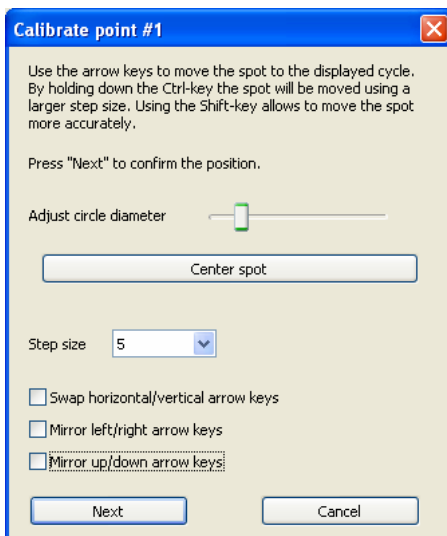 Calibrate point #1
Use the arrow keys to move the spot to the displayed cycle.
By holding down the Ctrl-key the spot will be moved using a
larger step size. Using the Shift-key allows to move the spot
more accurately.
Press "Next" to confirm the position.
Adjust circle diameter
Center spot
Step size 5
Swap horizontal/vertical arrow keys
Mirror left/right arrow keys
Mirror up/down arrow keys
Next Cancel